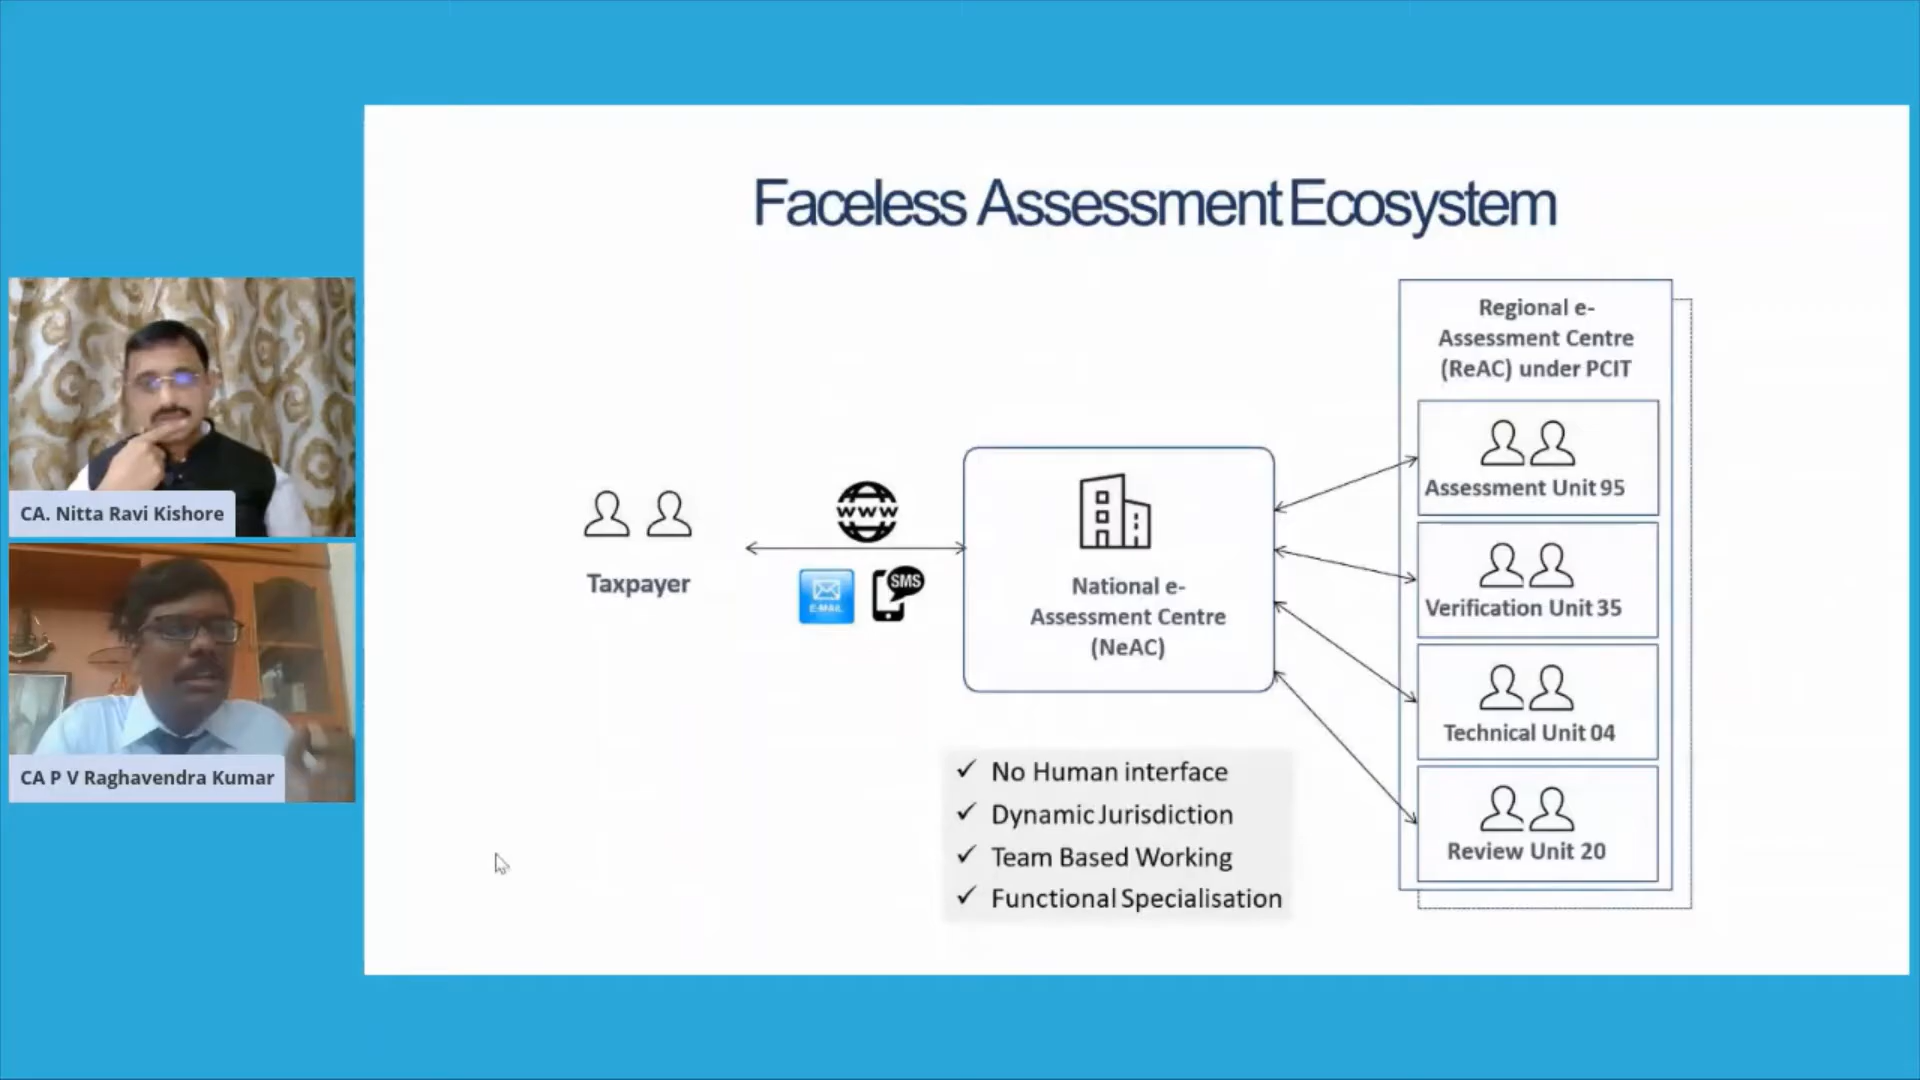 Faceless Assessment Ecosystem
CA. Nitta Ravi Kishore
CA P V Raghavendra Kumar
Taxpayer
WWW
E-MAIL
SMS
National e-
Assessment Centre
(NeAC)
No Human interface
Dynamic Jurisdiction
Team Based Working
Functional Specialisation
Regional e-
Assessment Centre
(ReAC) under PCIT
Assessment Unit 95
Verification Unit 35
Technical Unit 04
Review Unit 20